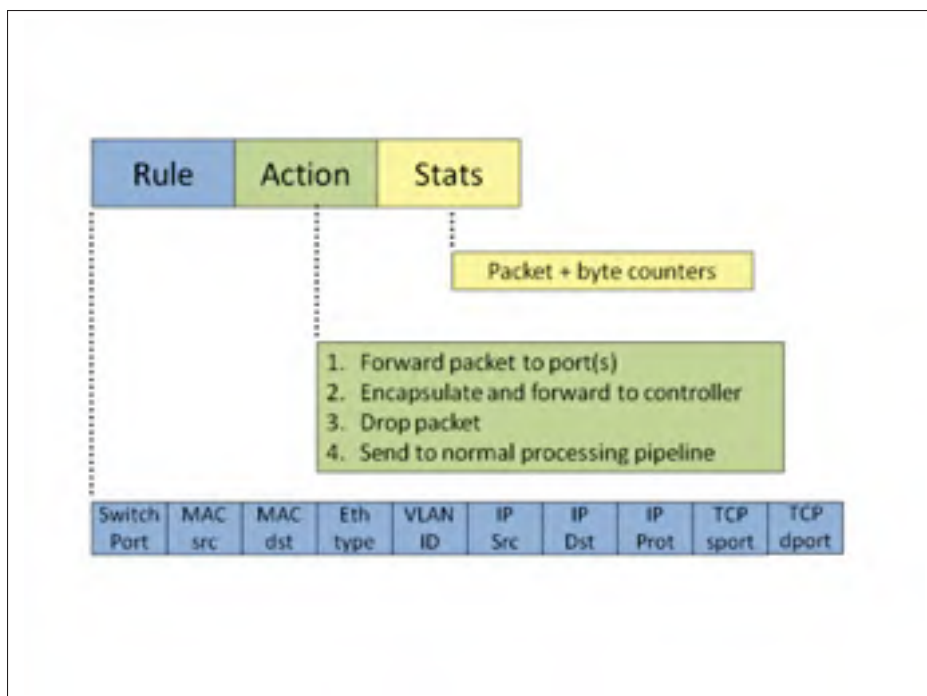 Rule Action Stats
Packet + byte counters
1. Forward packet to port(s)
2. Encapsulate and forward to controller
3. Drop packet
4. Send to normal processing pipeline
Switch Port
MAC src
MAC dst
Eth type
VLAN ID
IP Src
IP Dst
IP Prot
TCP sport
TCP dport